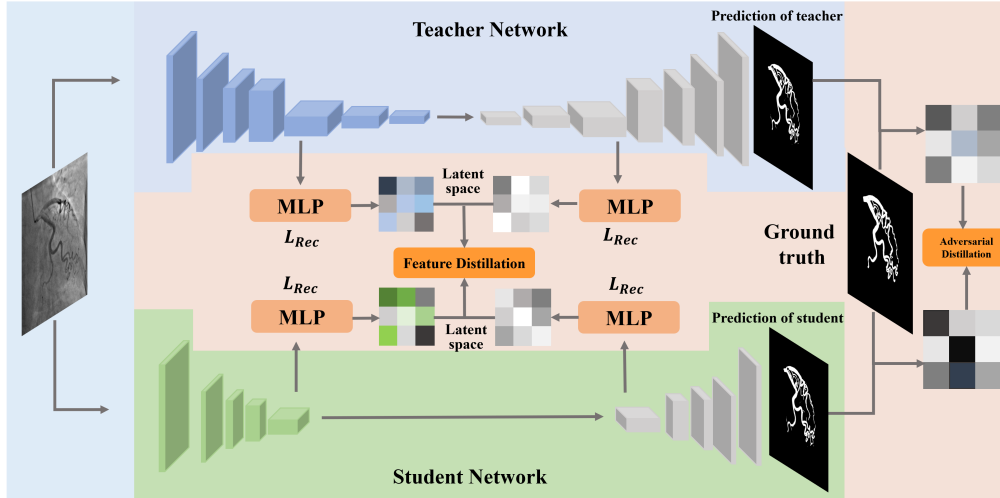 Teacher Network
Prediction of teacher
Latent
space
MLP
MLP
L_Rec
L_Rec
Ground
truth
Feature Distillation
Adversarial
Distillation
L_Rec
L_Rec
MLP
MLP
Latent
space
Prediction of student
Student Network